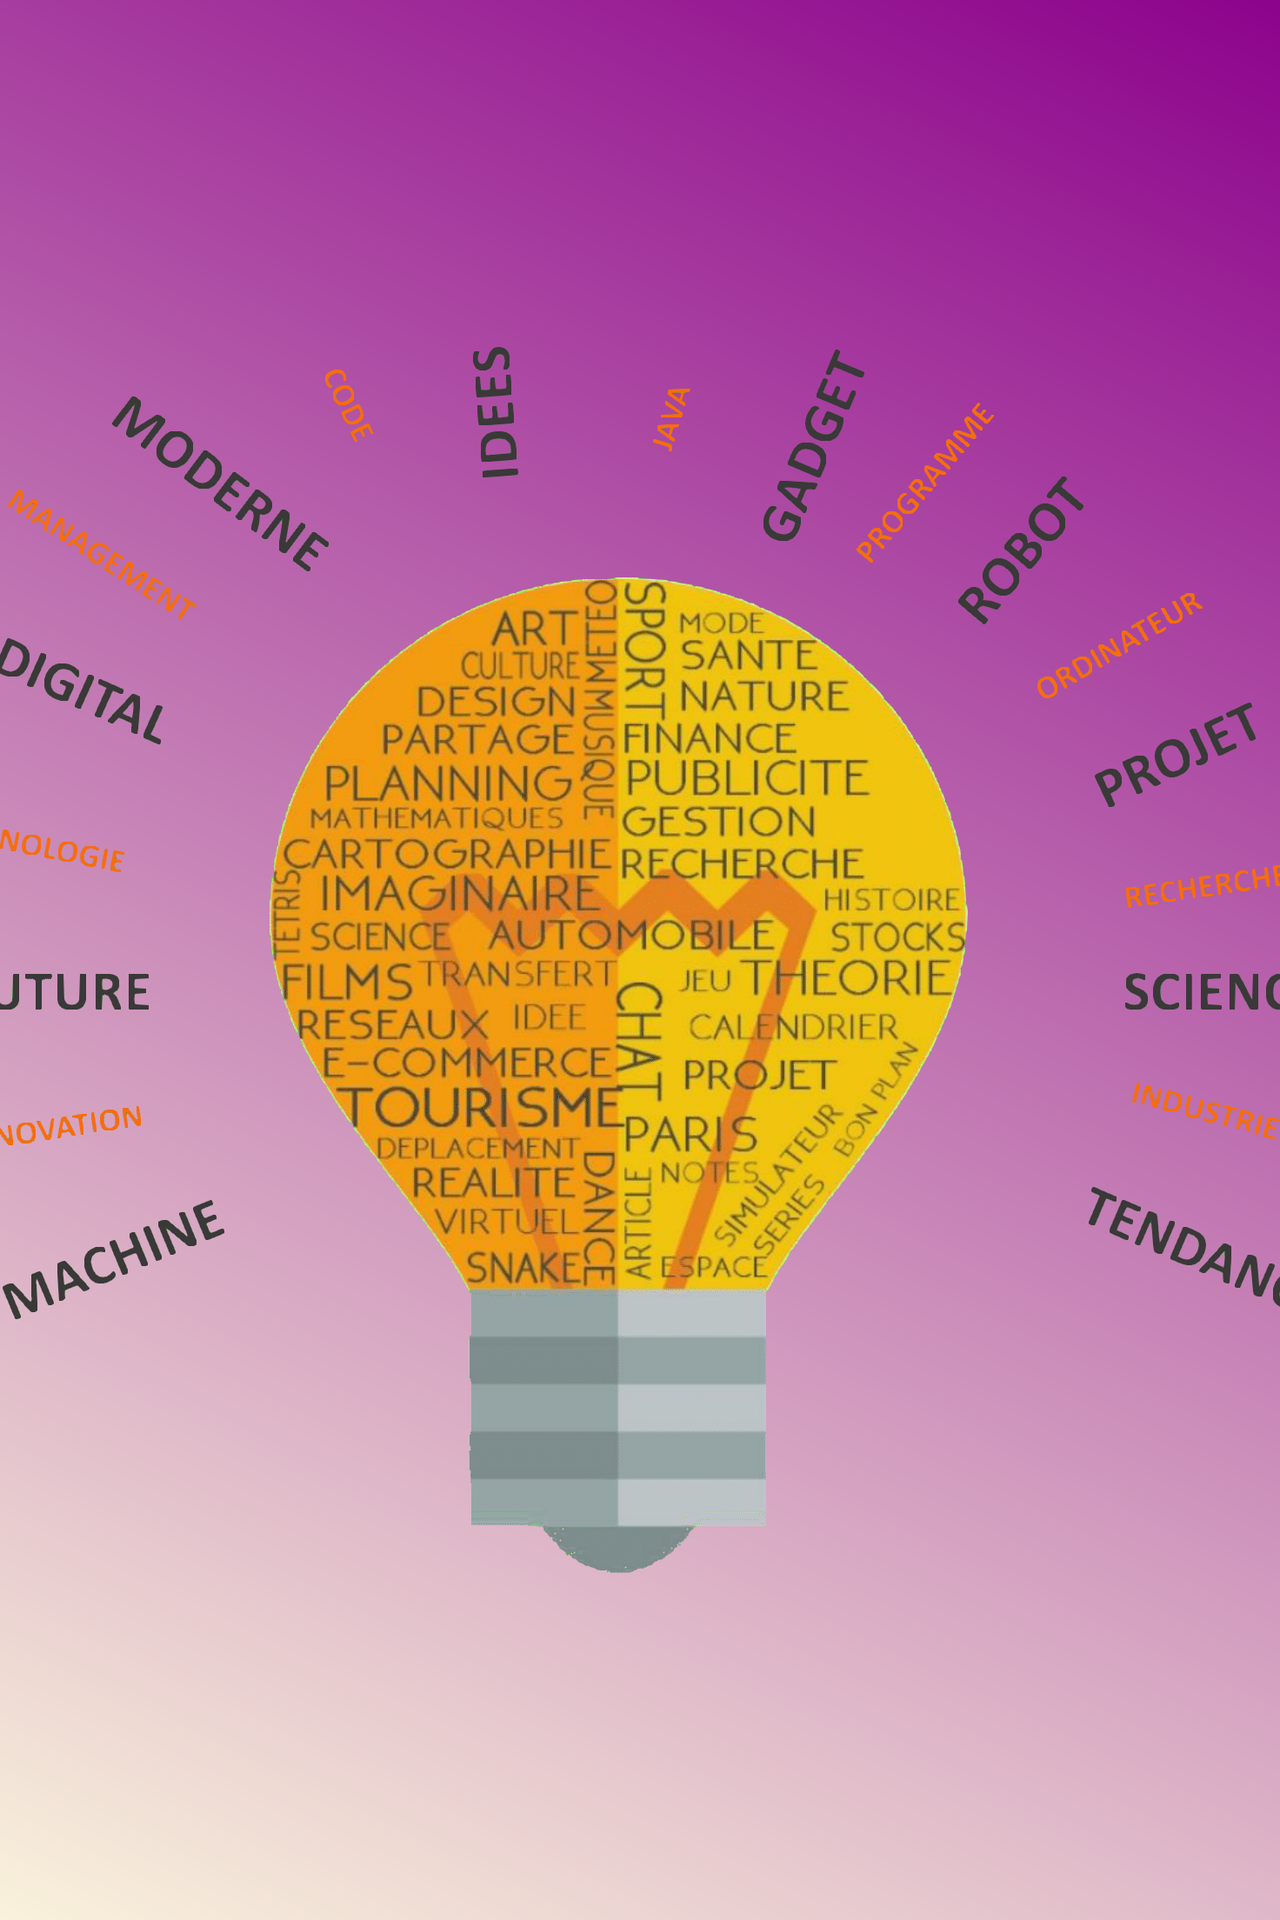 CODE
IDEES
JAVA
GADGET
MODERNE
PROGRAMME
ROBOT
MANAGEMENT
ORDINATEUR
DIGITAL
PROJET
NOLOGIE
RECHERCHE
UTURE
SCIENC
NOVATION
INDUSTRIE
MACHINE
TENDANC
ART
CULTURE
DESIGN
PARTAGE
PLANNING
MATHEMATIQUES
CARTOGRAPHIE
IMAGINAIRE
TETRIS
SCIENCE
AUTOMOBILE
FILMS
TRANSFERT
RESEAUX
IDEE
E-COMMERCE
TOURISME
DEPLACEMENT
REALITE
VIRTUEL
SNAKE
METEO
MUSIQUE
DANCE
SPORT
MODE
SANTE
NATURE
FINANCE
PUBLICITE
GESTION
RECHERCHE
HISTOIRE
STOCKS
JEU
THEORIE
CHAT
CALENDRIER
PROJET
BON PLAN
PARIS
NOTES
SIMULATEUR
SERIES
ARTICLE
ESPACE